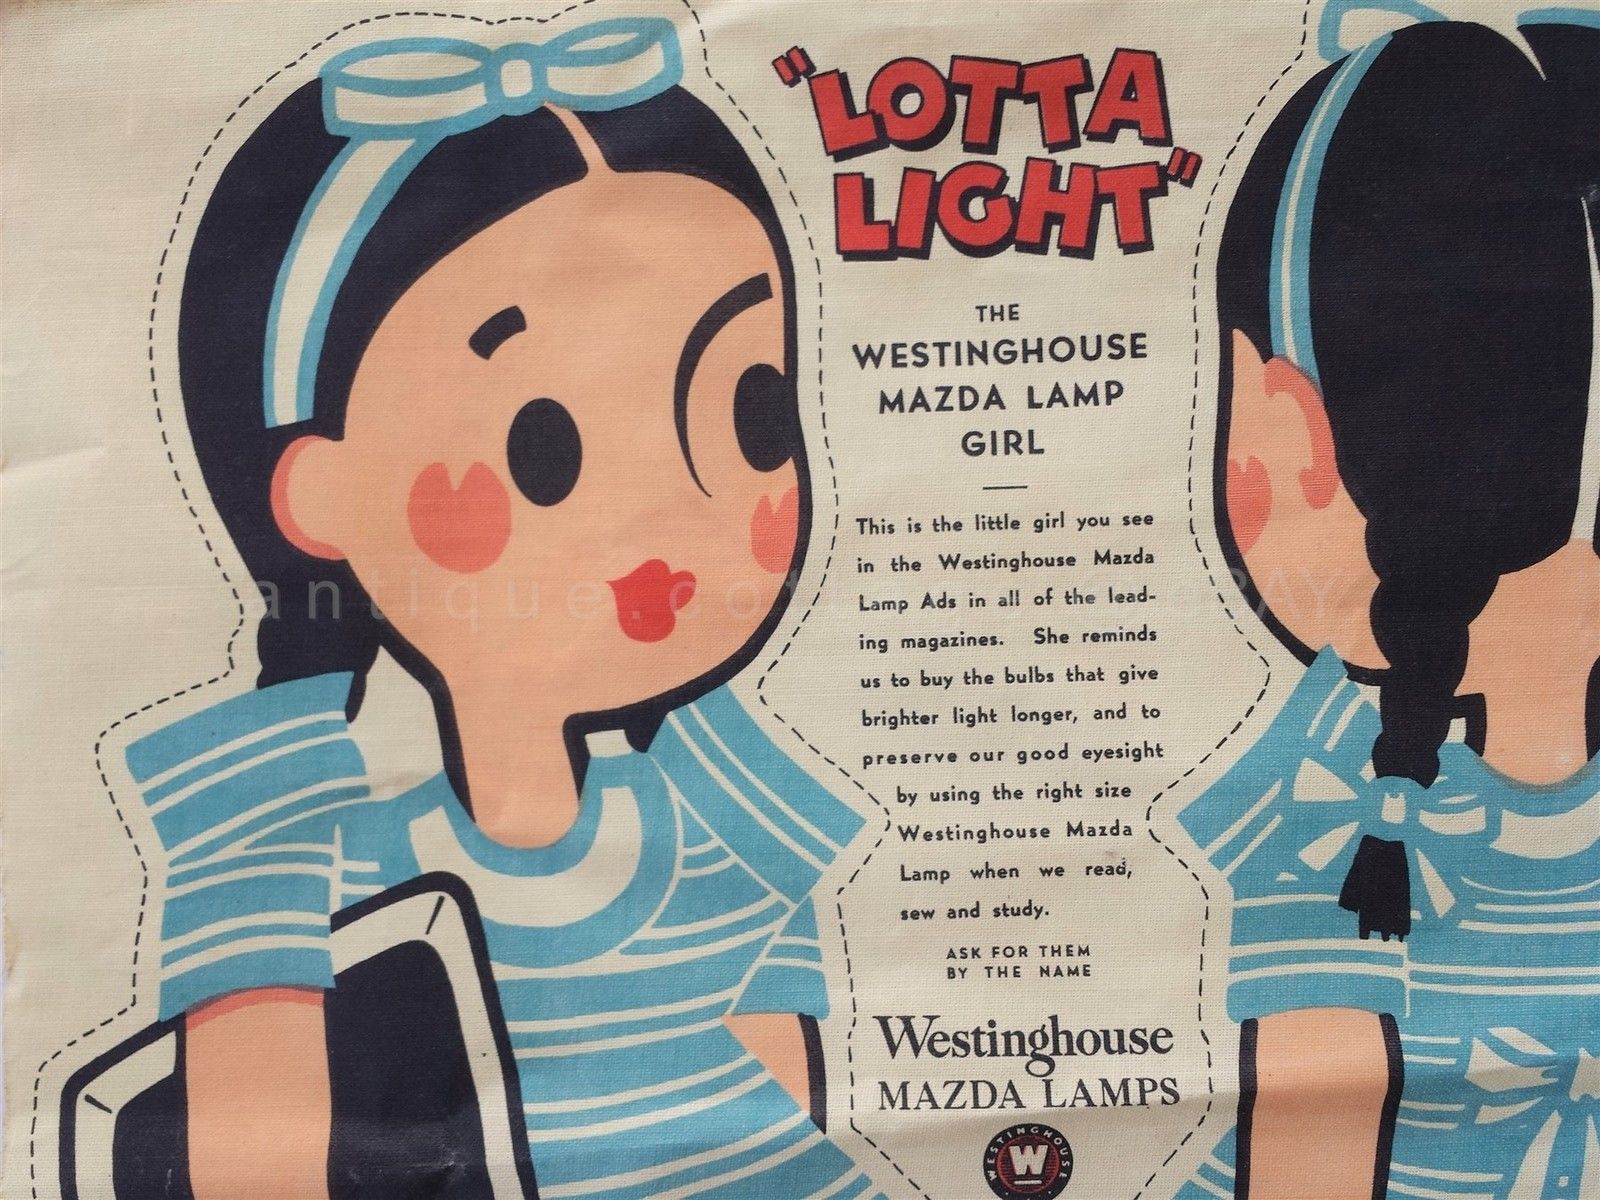 "LOTTA
LIGHT"
THE
WESTINGHOUSE
MAZDA LAMP
GIRL
This is the little girl you see
in the Westinghouse Mazda
Lamp Ads in all of the lead-
ing magazines. She reminds
us to buy the bulbs that give
brighter light longer, and to
preserve our good eyesight
by using the right size
Westinghouse Mazda
Lamp when we read,
sew and study.
ASK FOR THEM
BY THE NAME
Westinghouse
MAZDA LAMPS
WESTINGHOUSE
W
antique.cot